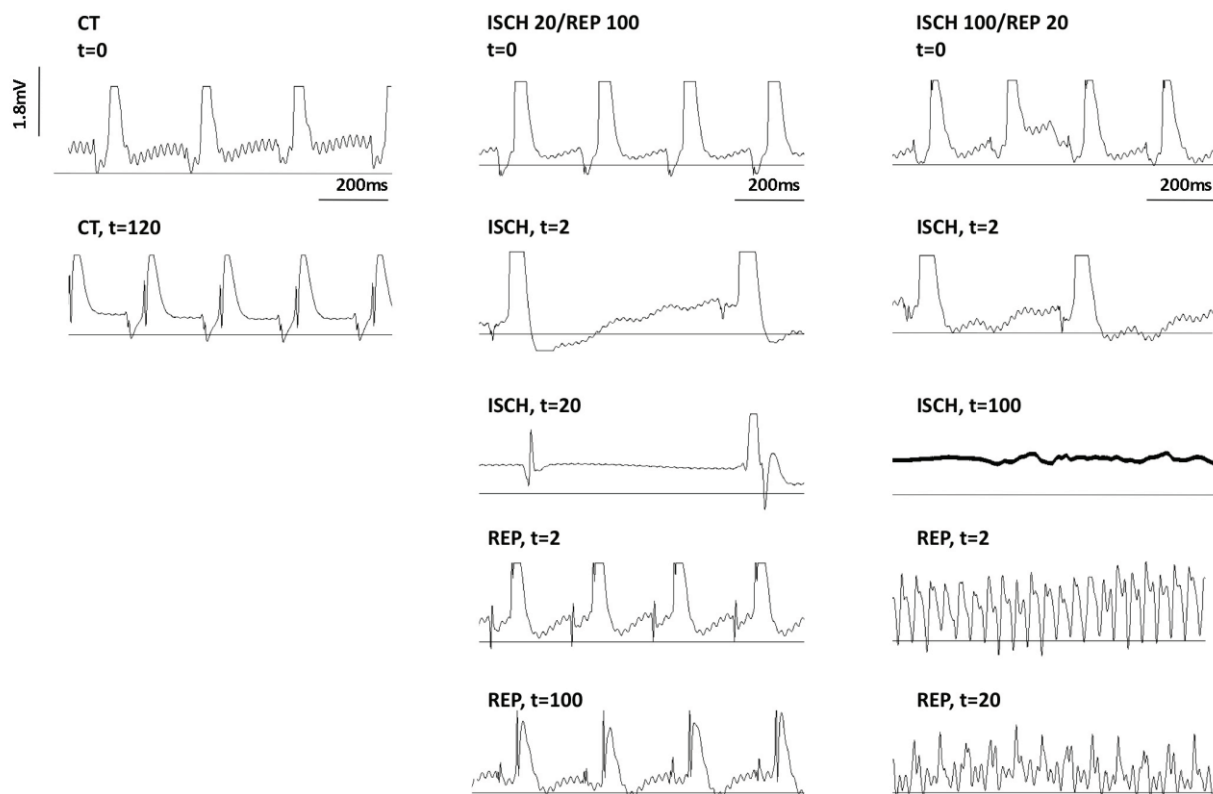 CT
t=0
1.8mV
200ms
CT, t=120
ISCH 20/REP 100
t=0
200ms
ISCH, t=2
ISCH, t=20
REP, t=2
REP, t=100
ISCH 100/REP 20
t=0
200ms
ISCH, t=2
ISCH, t=100
REP, t=2
REP, t=20